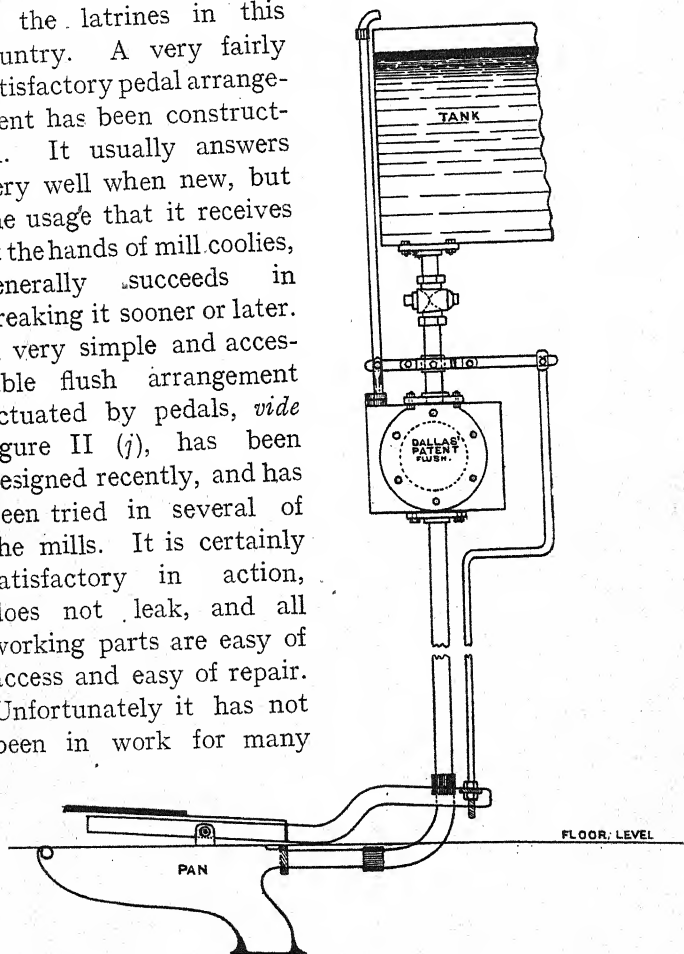 the latrines in this
untry. A very fairly
tisfactory pedal arrange-
ent has been construct-
It usually answers
ery well when new, but
e usage that it receives
the hands of mill coolies,
enerally succeeds in
reaking it sooner or later.
very simple and acces-
ble flush arrangement
ctuated by pedals, vide
gure II (j), has been
esigned recently, and has
een tried in several of
he mills. It is certainly
atisfactory in action,
does not leak, and all
working parts are easy of
access and easy of repair.
Unfortunately it has not
been in work for many
TANK
DALLAS'
PATENT
FLUSH.
FLOOR, LEVEL
PAN